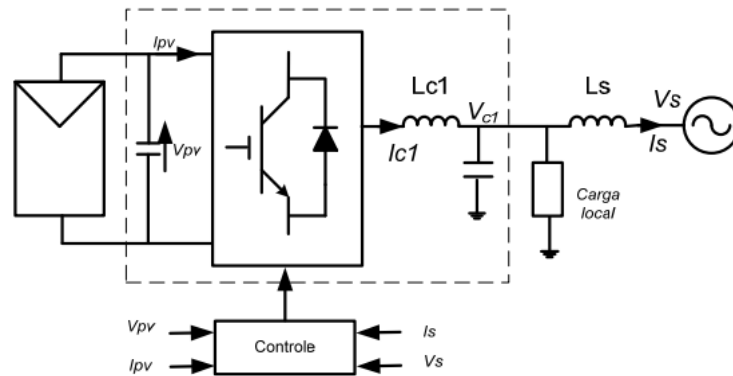 Ipv
Vpv
Lc1
Ic1
Vc1
Ls
Vs
Is
Carga
local
Vpv
Ipv
Controle
Is
Vs